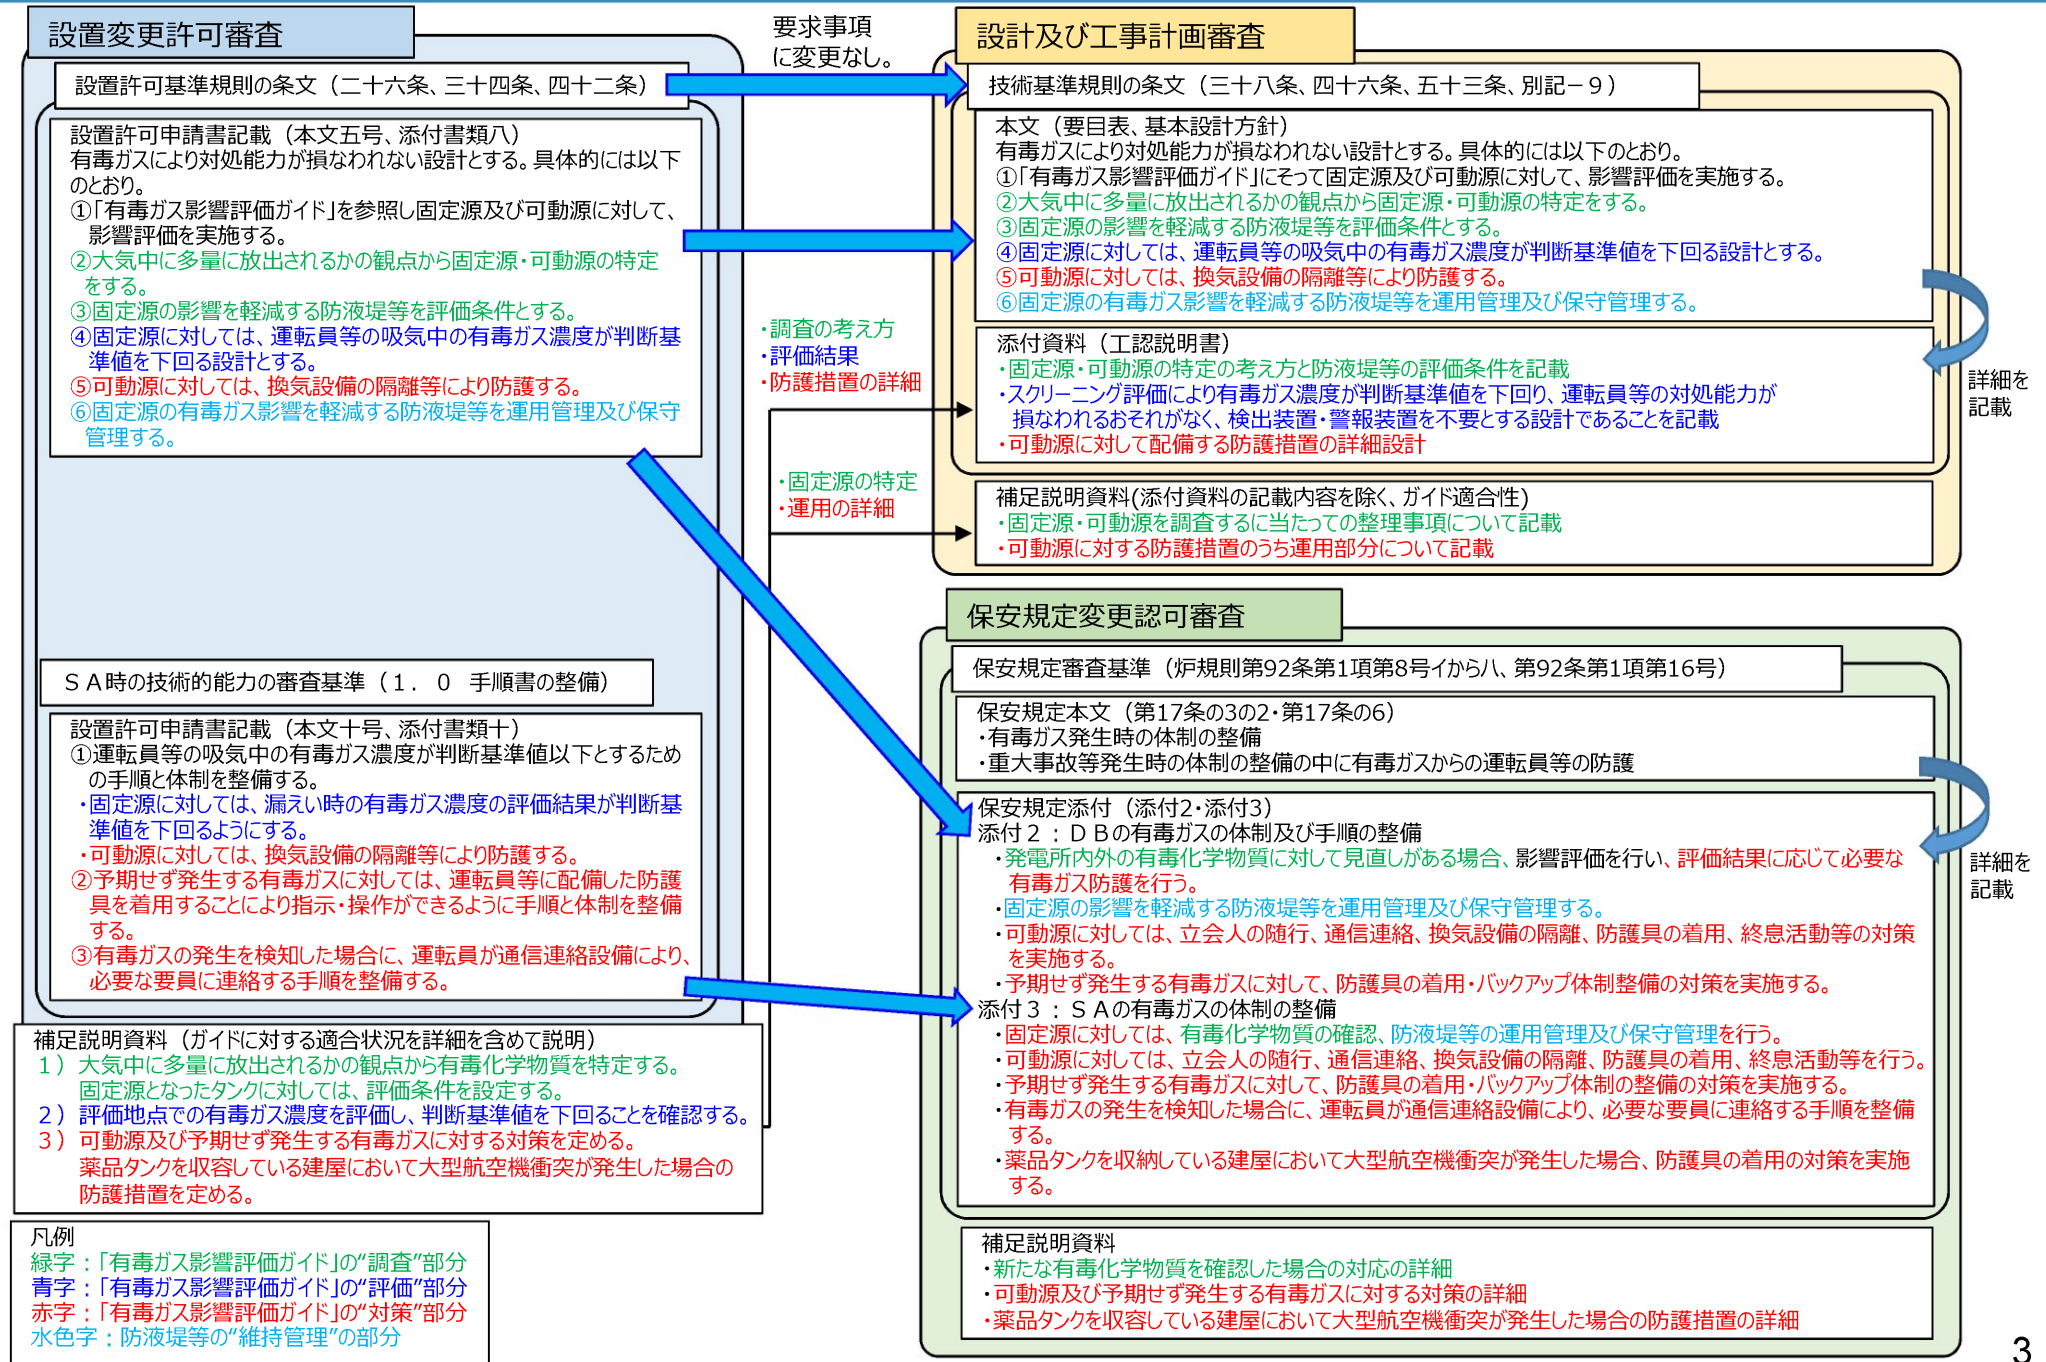 設置変更許可審査
設置許可基準規則の条文（二十六条、三十四条、四十二条）
設置許可申請書記載（本文五号、添付書類八）
有毒ガスにより対処能力が損なわれない設計とする。具体的には以下
のとおり。
①「有毒ガス影響評価ガイド」を参照し固定源及び可動源に対して、
影響評価を実施する。
②大気中に多量に放出されるかの観点から固定源・可動源の特定
をする。
③固定源の影響を軽減する防液堤等を評価条件とする。
④固定源に対しては、運転員等の吸気中の有毒ガス濃度が判断基
準値を下回る設計とする。
⑤可動源に対しては、換気設備の隔離等により防護する。
⑥固定源の有毒ガス影響を軽減する防液堤等を運用管理及び保守
管理する。
ＳＡ時の技術的能力の審査基準（１．０　手順書の整備）
設置許可申請書記載（本文十号、添付書類十）
①運転員等の吸気中の有毒ガス濃度が判断基準値以下とするため
の手順と体制を整備する。
・固定源に対しては、漏えい時の有毒ガス濃度の評価結果が判断基
準値を下回るようにする。
・可動源に対しては、換気設備の隔離等により防護する。
②予期せず発生する有毒ガスに対しては、運転員等に配備した防護
具を着用することにより指示・操作ができるように手順と体制を整備
する。
③有毒ガスの発生を検知した場合に、運転員が通信連絡設備により、
必要な要員に連絡する手順を整備する。
補足説明資料（ガイドに対する適合状況を詳細を含めて説明）
１）大気中に多量に放出されるかの観点から有毒化学物質を特定する。
固定源となったタンクに対しては、評価条件を設定する。
２）評価地点での有毒ガス濃度を評価し、判断基準値を下回ることを確認する。
３）可動源及び予期せず発生する有毒ガスに対する対策を定める。
薬品タンクを収容している建屋において大型航空機衝突が発生した場合の
防護措置を定める。
凡例
緑字：「有毒ガス影響評価ガイド」の“調査”部分
青字：「有毒ガス影響評価ガイド」の“評価”部分
赤字：「有毒ガス影響評価ガイド」の“対策”部分
水色字：防液堤等の“維持管理”の部分
要求事項
に変更なし。
・調査の考え方
・評価結果
・防護措置の詳細
・固定源の特定
・運用の詳細
設計及び工事計画審査
技術基準規則の条文（三十八条、四十六条、五十三条、別記－９）
本文（要目表、基本設計方針）
有毒ガスにより対処能力が損なわれない設計とする。具体的には以下のとおり。
①「有毒ガス影響評価ガイド」にそって固定源及び可動源に対して、影響評価を実施する。
②大気中に多量に放出されるかの観点から固定源・可動源の特定をする。
③固定源の影響を軽減する防液堤等を評価条件とする。
④固定源に対しては、運転員等の吸気中の有毒ガス濃度が判断基準値を下回る設計とする。
⑤可動源に対しては、換気設備の隔離等により防護する。
⑥固定源の有毒ガス影響を軽減する防液堤等を運用管理及び保守管理する。
添付資料（工認説明書）
・固定源・可動源の特定の考え方と防液堤等の評価条件を記載
・スクリーニング評価により有毒ガス濃度が判断基準値を下回り、運転員等の対処能力が
損なわれるおそれがなく、検出装置・警報装置を不要とする設計であることを記載
・可動源に対して配備する防護措置の詳細設計
詳細を
記載
補足説明資料(添付資料の記載内容を除く、ガイド適合性)
・固定源・可動源を調査するに当たっての整理事項について記載
・可動源に対する防護措置のうち運用部分について記載
保安規定変更認可審査
保安規定審査基準（炉規則第92条第1項第8号イからハ、第92条第1項第16号）
保安規定本文（第17条の3の2・第17条の6）
・有毒ガス発生時の体制の整備
・重大事故等発生時の体制の整備の中に有毒ガスからの運転員等の防護
保安規定添付（添付2・添付3）
添付２：ＤＢの有毒ガスの体制及び手順の整備
・発電所内外の有毒化学物質に対して見直しがある場合、影響評価を行い、評価結果に応じて必要な
有毒ガス防護を行う。
・固定源の影響を軽減する防液堤等を運用管理及び保守管理する。
・可動源に対しては、立会人の随行、通信連絡、換気設備の隔離、防護具の着用、終息活動等の対策
を実施する。
・予期せず発生する有毒ガスに対して、防護具の着用・バックアップ体制整備の対策を実施する。
添付３：ＳＡの有毒ガスの体制の整備
・固定源に対しては、有毒化学物質の確認、防液堤等の運用管理及び保守管理を行う。
・可動源に対しては、立会人の随行、通信連絡、換気設備の隔離、防護具の着用、終息活動等を行う。
・予期せず発生する有毒ガスに対して、防護具の着用・バックアップ体制の整備の対策を実施する。
・有毒ガスの発生を検知した場合に、運転員が通信連絡設備により、必要な要員に連絡する手順を整備
する。
・薬品タンクを収納している建屋において大型航空機衝突が発生した場合、防護具の着用の対策を実施
する。
詳細を
記載
補足説明資料
・新たな有毒化学物質を確認した場合の対応の詳細
・可動源及び予期せず発生する有毒ガスに対する対策の詳細
・薬品タンクを収容している建屋において大型航空機衝突が発生した場合の防護措置の詳細
3